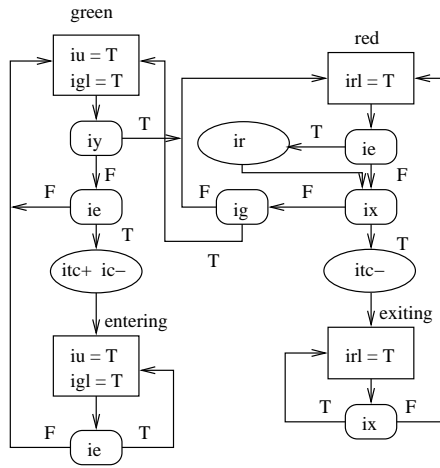 green
red
iu = T
igl = T
irl = T
iy
T
ir
T
ie
F
F
F
ie
F
ig
F
ix
T
T
T
itc+ ic−
itc−
entering
exiting
iu = T
igl = T
irl = T
F
ie
T
T
ix
F